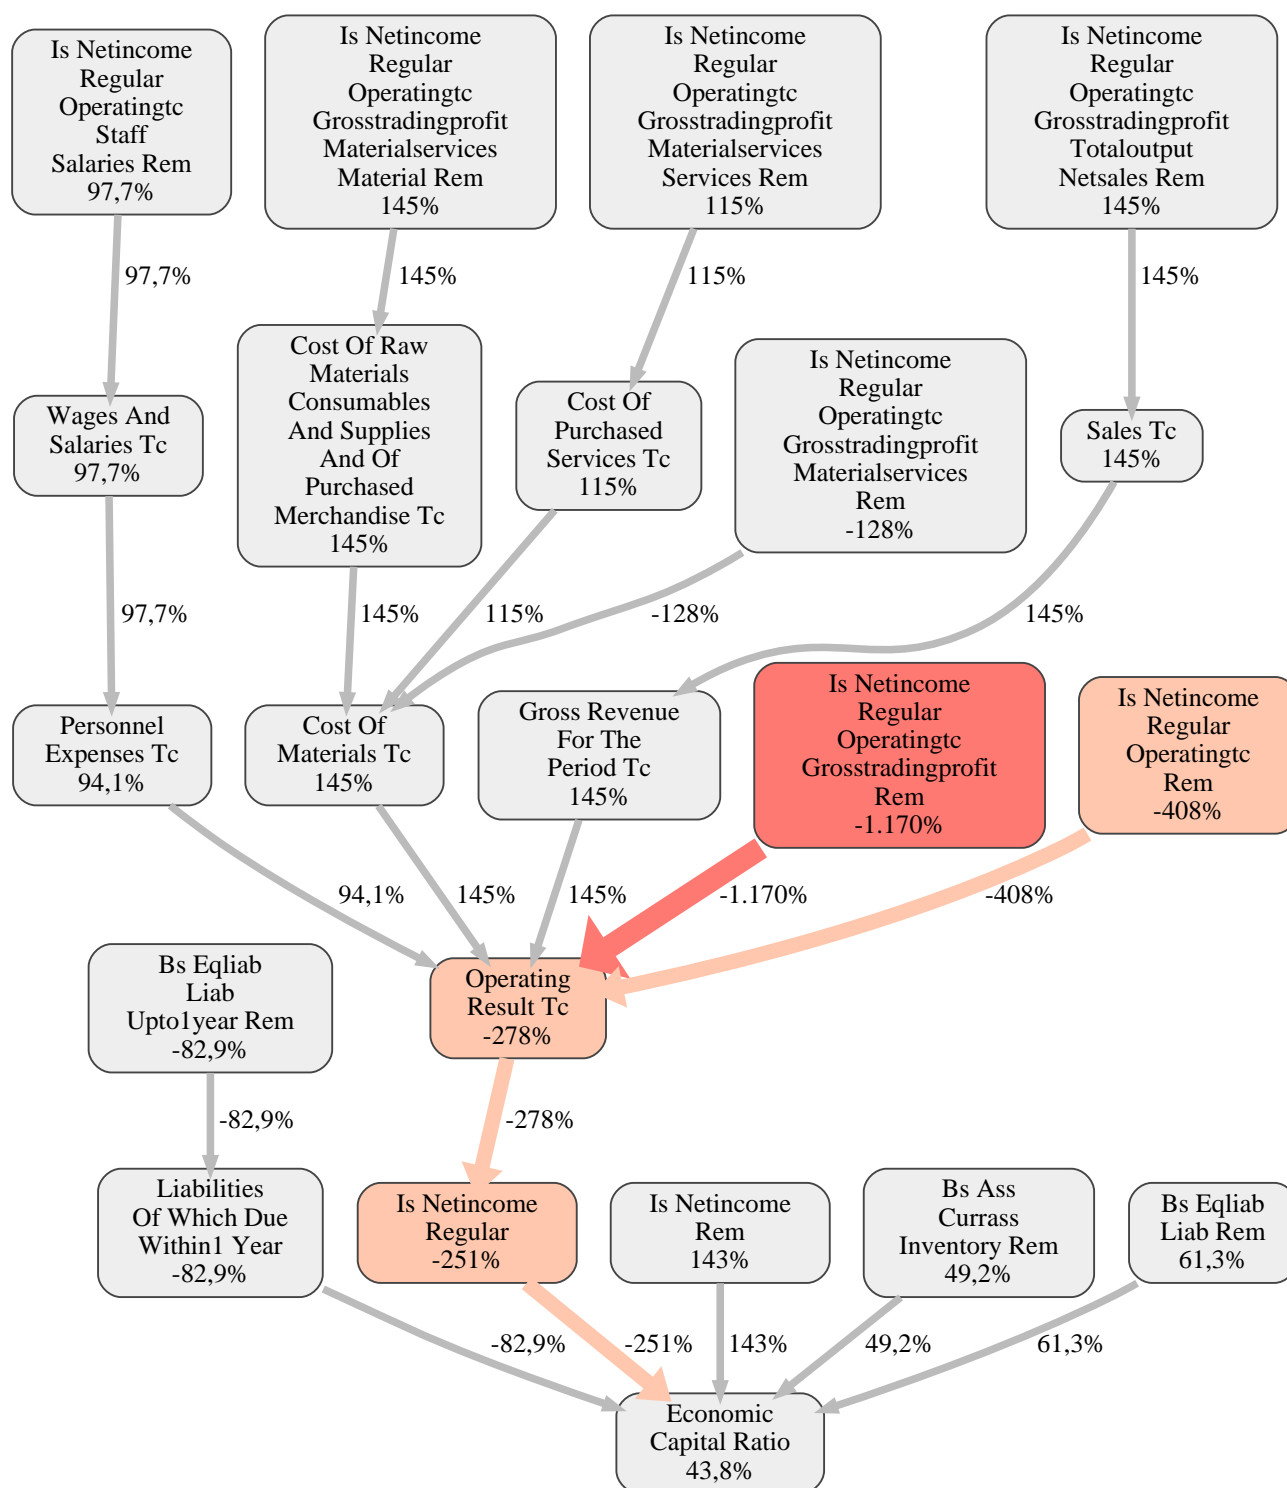 Is Netincome
Regular
Operatingtc
Staff
Salaries Rem
97,7%
Is Netincome
Regular
Operatingtc
Grosstradingprofit
Materialservices
Material Rem
145%
Is Netincome
Regular
Operatingtc
Grosstradingprofit
Materialservices
Services Rem
115%
Is Netincome
Regular
Operatingtc
Grosstradingprofit
Totaloutput
Netsales Rem
145%
97,7%
145%
115%
145%
Wages And
Salaries Tc
97,7%
Cost Of Raw
Materials
Consumables
And Supplies
And Of
Purchased
Merchandise Tc
145%
Cost Of
Purchased
Services Tc
115%
Is Netincome
Regular
Operatingtc
Grosstradingprofit
Materialservices
Rem
-128%
Sales Tc
145%
97,7%
145%
115%
-128%
145%
Personnel
Expenses Tc
94,1%
Cost Of
Materials Tc
145%
Gross Revenue
For The
Period Tc
145%
Is Netincome
Regular
Operatingtc
Grosstradingprofit
Rem
-1.170%
Is Netincome
Regular
Operatingtc
Rem
-408%
94,1%
145%
145%
-1.170%
-408%
Bs Eqliab
Liab
Upto1year Rem
-82,9%
Operating
Result Tc
-278%
-82,9%
-278%
Liabilities
Of Which Due
Within1 Year
-82,9%
Is Netincome
Regular
-251%
Is Netincome
Rem
143%
Bs Ass
Currass
Inventory Rem
49,2%
Bs Eqliab
Liab Rem
61,3%
-82,9%
-251%
143%
49,2%
61,3%
Economic
Capital Ratio
43,8%